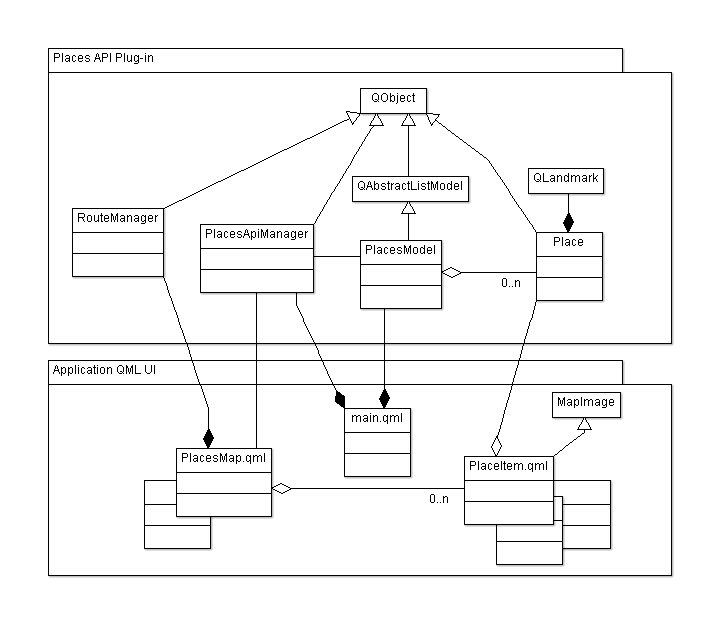 Places API Plug-in
QObject
QLandmark
QAbstractListModel
RouteManager
PlacesApiManager
PlacesModel
Place
0..n
Application QML UI
MapImage
main.qml
PlacesMap.qml
PlaceItem.qml
0..n